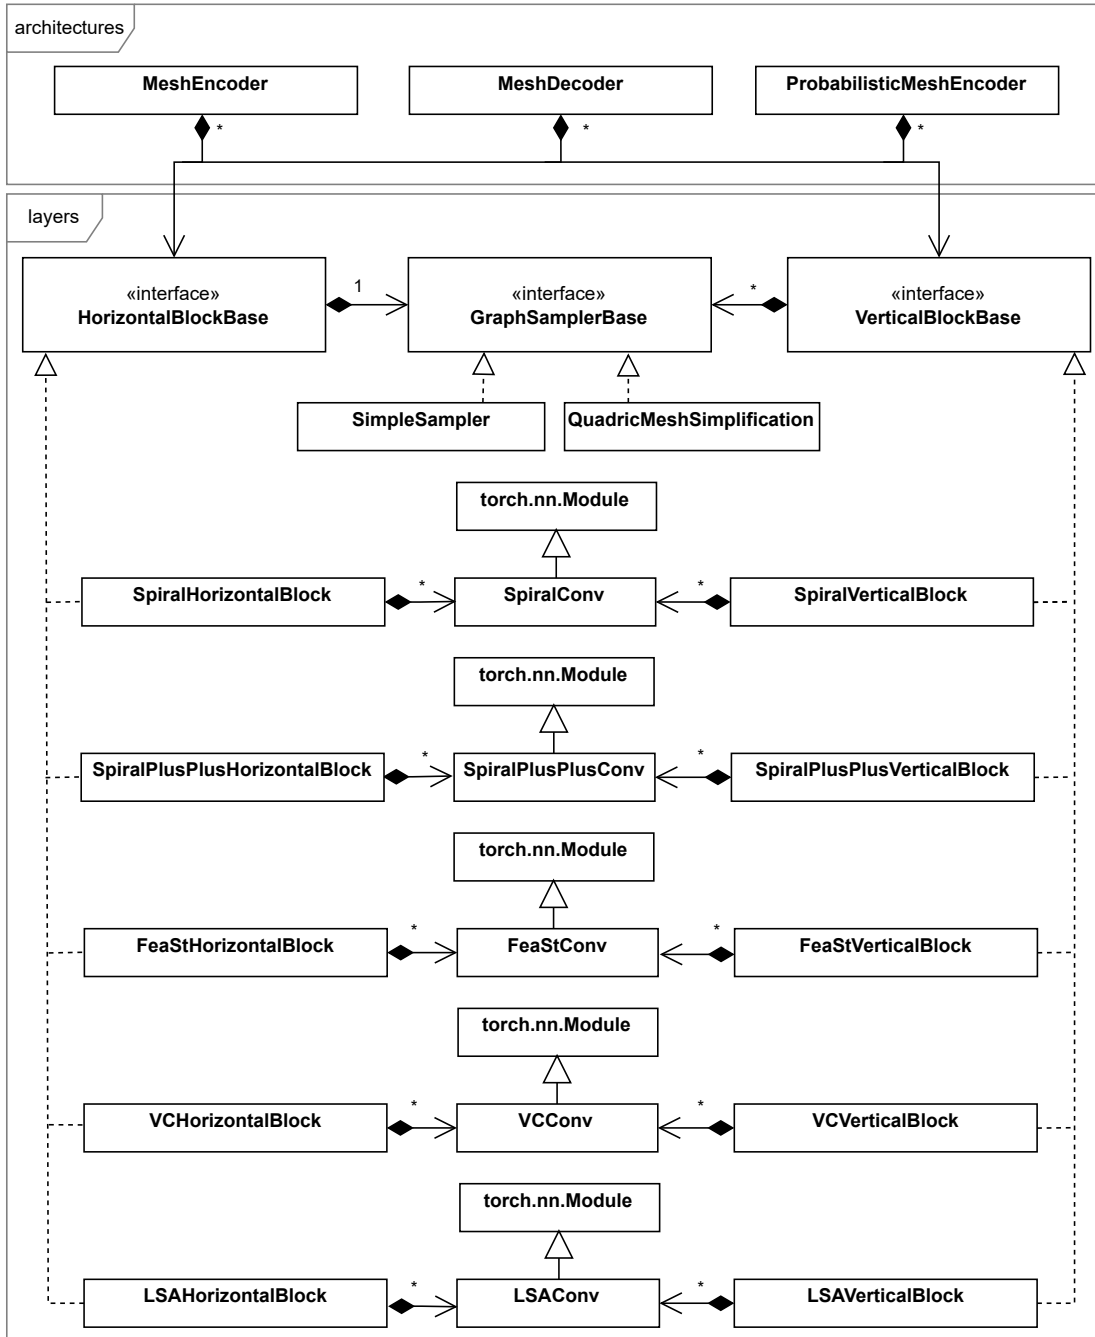 architectures
MeshEncoder
MeshDecoder
ProbabilisticMeshEncoder
*
*
*
layers
«interface»
HorizontalBlockBase
1
«interface»
GraphSamplerBase
*
«interface»
VerticalBlockBase
SimpleSampler
QuadricMeshSimplification
torch.nn.Module
SpiralHorizontalBlock
*
SpiralConv
*
SpiralVerticalBlock
torch.nn.Module
SpiralPlusPlusHorizontalBlock
*
SpiralPlusPlusConv
*
SpiralPlusPlusVerticalBlock
torch.nn.Module
FeaStHorizontalBlock
*
FeaStConv
*
FeaStVerticalBlock
torch.nn.Module
VCHorizontalBlock
*
VCConv
*
VCVerticalBlock
torch.nn.Module
LSAHorizontalBlock
*
LSAConv
*
LSAVerticalBlock